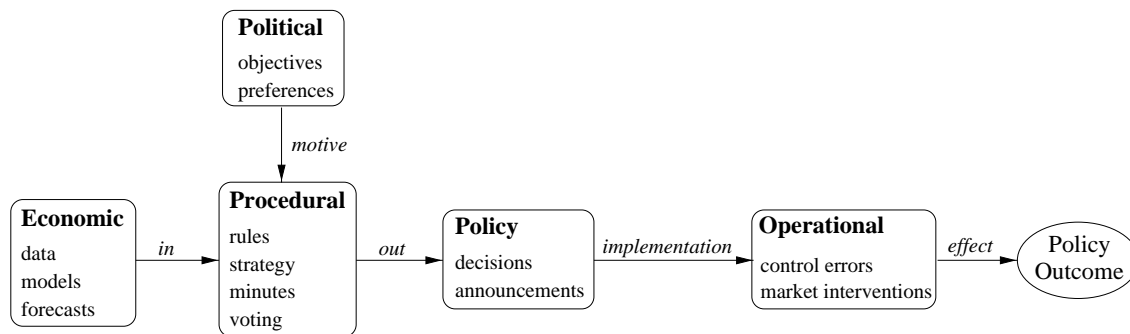 Political
objectives
preferences
motive
Economic
data
models
forecasts
in
Procedural
rules
strategy
minutes
voting
out
Policy
decisions
announcements
implementation
Operational
control errors
market interventions
effect
Policy
Outcome